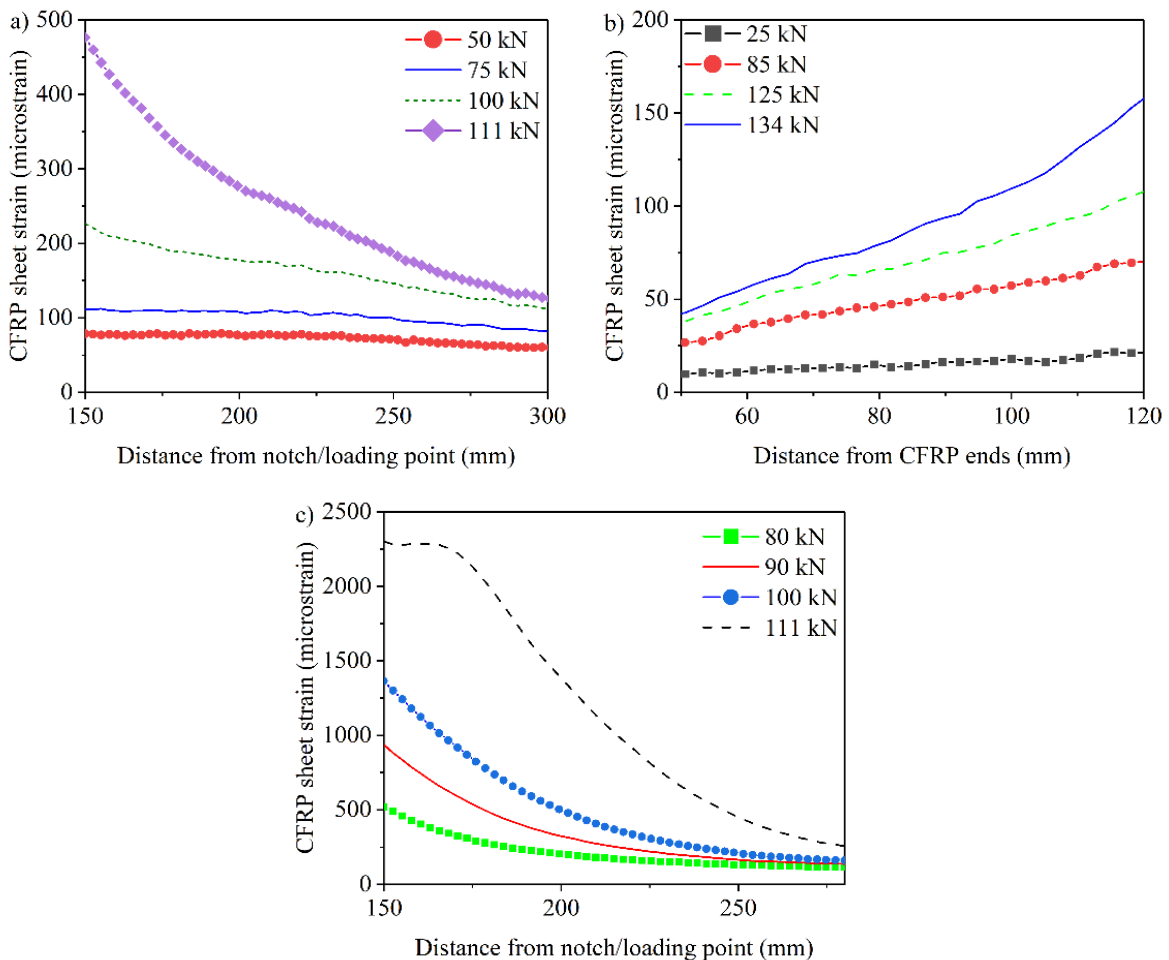 a)
500
400
300
200
100
0
150
200
250
300
CFRP sheet strain (microstrain)
Distance from notch/loading point (mm)
50 kN
75 kN
100 kN
111 kN
b)
200
150
100
50
0
60
80
100
120
CFRP sheet strain (microstrain)
Distance from CFRP ends (mm)
25 kN
85 kN
125 kN
134 kN
c)
2500
2000
1500
1000
500
0
150
200
250
CFRP sheet strain (microstrain)
Distance from notch/loading point (mm)
80 kN
90 kN
100 kN
111 kN